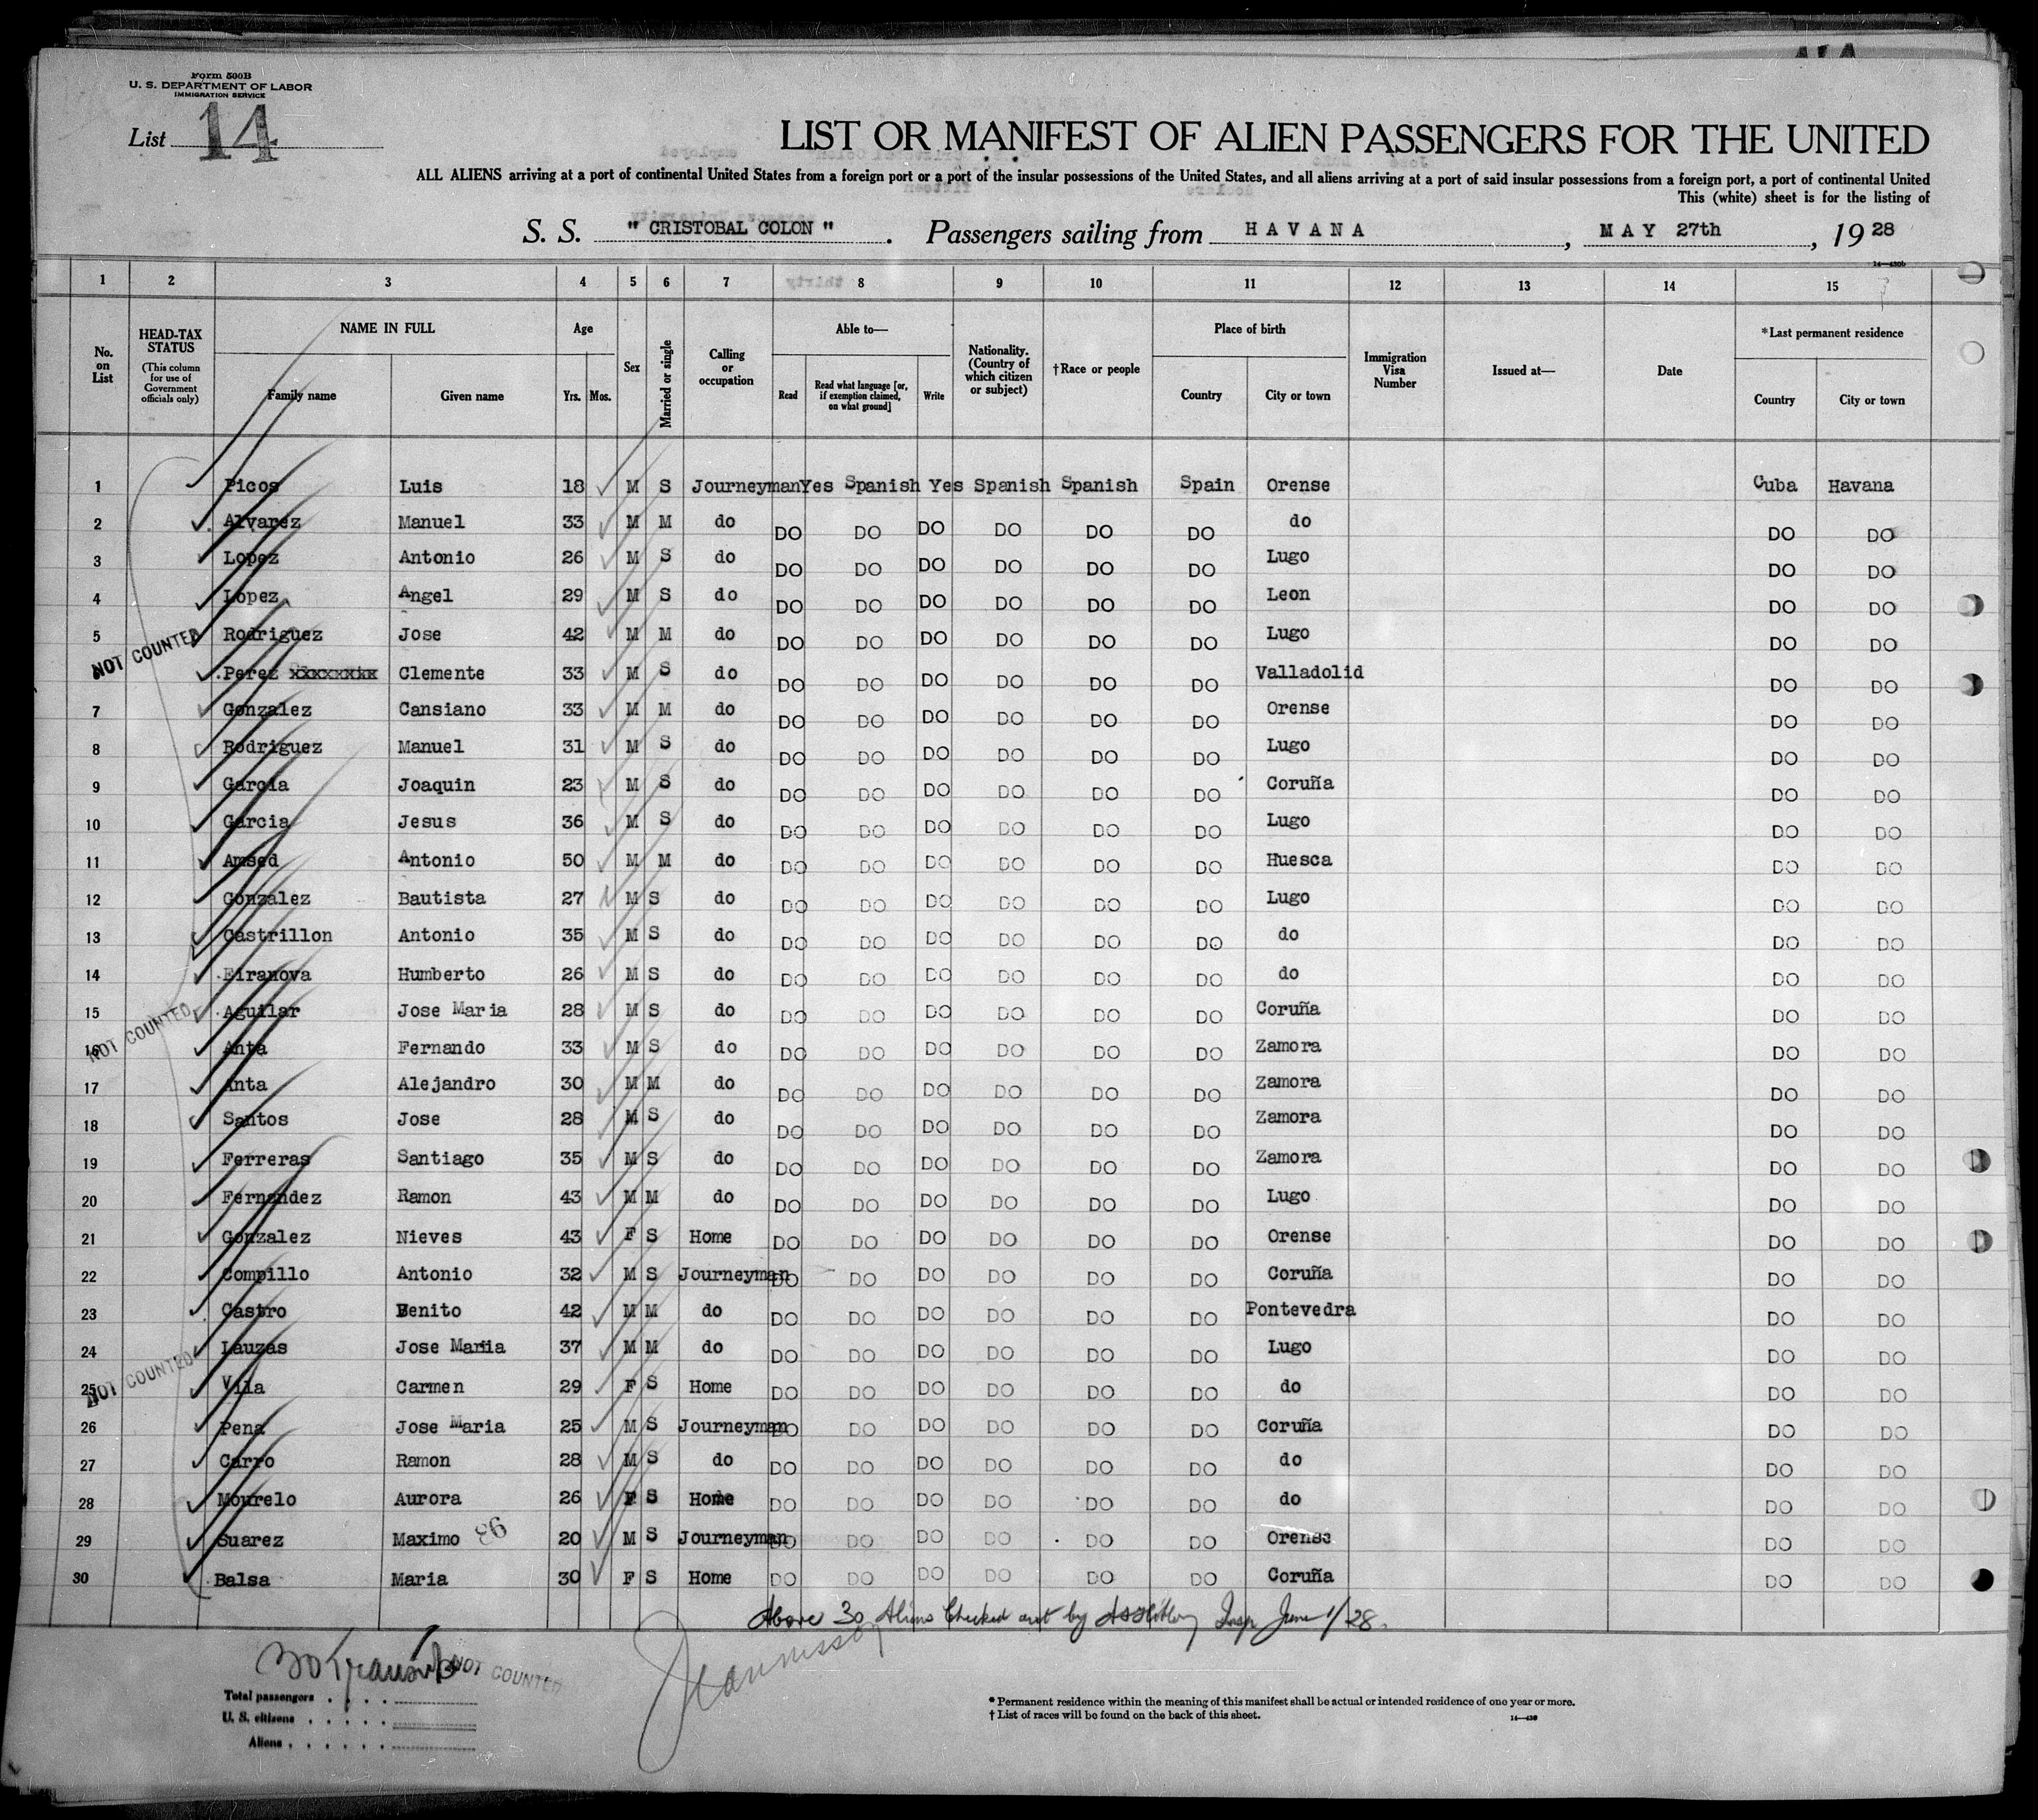 Form 500B
U. S. DEPARTMENT OF LABOR
IMMIGRATION SERVICE
List 14
LIST OR MANIFEST OF ALIEN PASSENGERS FOR THE UNITED
ALL ALIENS arriving at a port of continental United States from a foreign port or a port of the insular possessions of the United States, and all aliens arriving at a port of said insular possessions from a foreign port, a port of continental United
This (white) sheet is for the listing of
S. S. " CRISTOBAL COLON " . Passengers sailing from HAVANA , MAY 27th , 19 28
1 2 3 4 5 6 7 8 9 10 11 12 13 14 15
No. on List
HEAD-TAX STATUS (This column for use of Government officials only)
NAME IN FULL Family name Given name
Age Yrs. Mos.
Sex
Married or single
Calling or occupation
Able to— Read Read what language [or, if exemption claimed, on what ground] Write
Nationality. (Country of which citizen or subject)
†Race or people
Place of birth Country City or town
Immigration Visa Number
Issued at—
Date
*Last permanent residence Country City or town
1 Picos Luis 18 M S Journeyman Yes Spanish Yes Spanish Spanish Spain Orense Cuba Havana
2 Alvarez Manuel 33 M M do DO DO DO DO DO DO do DO DO
3 Lopez Antonio 26 M S do DO DO DO DO DO DO Lugo DO DO
4 Lopez Angel 29 M S do DO DO DO DO DO DO Leon DO DO
5 Rodriguez Jose 42 M M do DO DO DO DO DO DO Lugo DO DO
NOT COUNTED
Perez xxxxxxxx Clemente 33 M S do DO DO DO DO DO DO Valladolid DO DO
7 Gonzalez Cansiano 33 M M do DO DO DO DO DO DO Orense DO DO
8 Rodriguez Manuel 31 M S do DO DO DO DO DO DO Lugo DO DO
9 Garcia Joaquin 23 M S do DO DO DO DO DO DO Coruña DO DO
10 Garcia Jesus 36 M S do DO DO DO DO DO DO Lugo DO DO
11 Amsed Antonio 50 M M do DO DO DO DO DO DO Huesca DO DO
12 Gonzalez Bautista 27 M S do DO DO DO DO DO DO Lugo DO DO
13 Castrillon Antonio 35 M S do DO DO DO DO DO DO do DO DO
14 Eiranova Humberto 26 M S do DO DO DO DO DO DO do DO DO
15 Aguilar Jose Maria 28 M S do DO DO DO DO DO DO Coruña DO DO
NOT COUNTED
16 Anta Fernando 33 M S do DO DO DO DO DO DO Zamora DO DO
17 Anta Alejandro 30 M M do DO DO DO DO DO DO Zamora DO DO
18 Santos Jose 28 M S do DO DO DO DO DO DO Zamora DO DO
19 Ferreras Santiago 35 M S do DO DO DO DO DO DO Zamora DO DO
20 Fernandez Ramon 43 M M do DO DO DO DO DO DO Lugo DO DO
21 Gonzalez Nieves 43 F S Home DO DO DO DO DO DO Orense DO DO
22 Compillo Antonio 32 M S Journeyman DO DO DO DO DO DO Coruña DO DO
23 Castro Benito 42 M M do DO DO DO DO DO DO Pontevedra DO DO
24 Lauzas Jose Maria 37 M M do DO DO DO DO DO DO Lugo DO DO
NOT COUNTED
25 Vila Carmen 29 F S Home DO DO DO DO DO DO do DO DO
26 Pena Jose Maria 25 M S Journeyman DO DO DO DO DO DO Coruña DO DO
27 Carro Ramon 28 M S do DO DO DO DO DO DO do DO DO
28 Mourelo Aurora 26 F S Home DO DO DO DO DO DO do DO DO
29 Suarez Maximo 20 M S Journeyman DO DO DO DO DO DO Orense DO DO
30 Balsa Maria 30 F S Home DO DO DO DO DO DO Coruña DO DO
Above 30 Aliens Checked out by Insp June 1/28.
NOT COUNTED
Total passengers
U. S. citizens
Aliens
* Permanent residence within the meaning of this manifest shall be actual or intended residence of one year or more.
† List of races will be found on the back of this sheet.